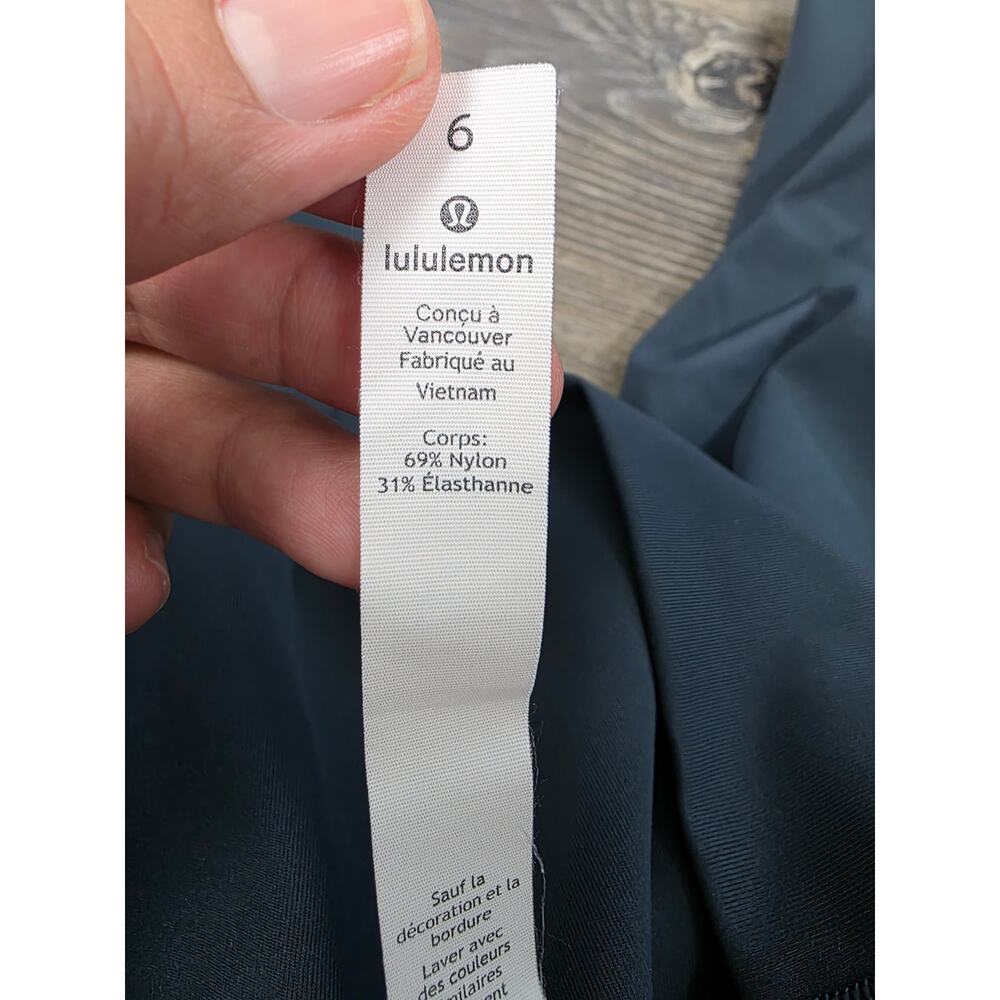 6
lululemon
Conçu à
Vancouver
Fabriqué au
Vietnam
Corps:
69% Nylon
31% Élasthanne
Sauf la
décoration et la
bordure
Laver avec
des couleurs